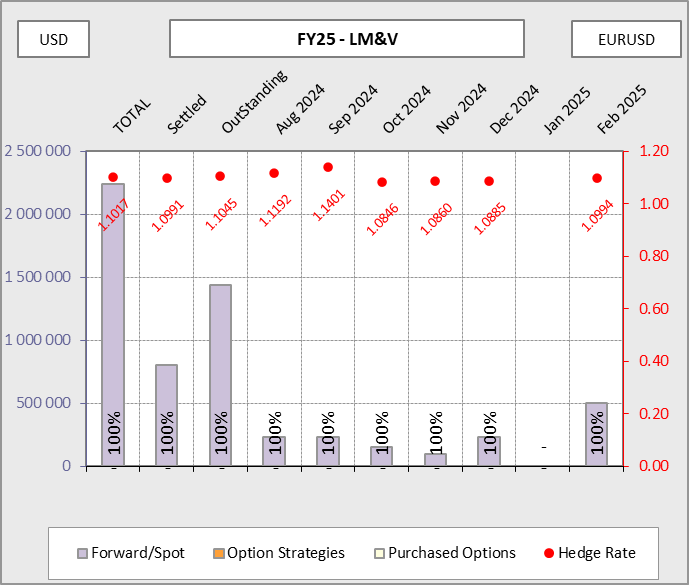 USD
FY25 - LM&V
EURUSD
TOTAL
Settled
OutStanding
Aug 2024
Sep 2024
Oct 2024
Nov 2024
Dec 2024
Jan 2025
Feb 2025
2 500 000
2 000 000
1 500 000
1 000 000
500 000
0
1.20
1.00
0.80
0.60
0.40
0.20
0.00
1.1017
1.0991
1.1045
1.1192
1.1401
1.0846
1.0860
1.0885
1.0994
100%
100%
100%
100%
100%
100%
100%
100%
-
100%
- - - - - - - - - -
Forward/Spot
Option Strategies
Purchased Options
Hedge Rate